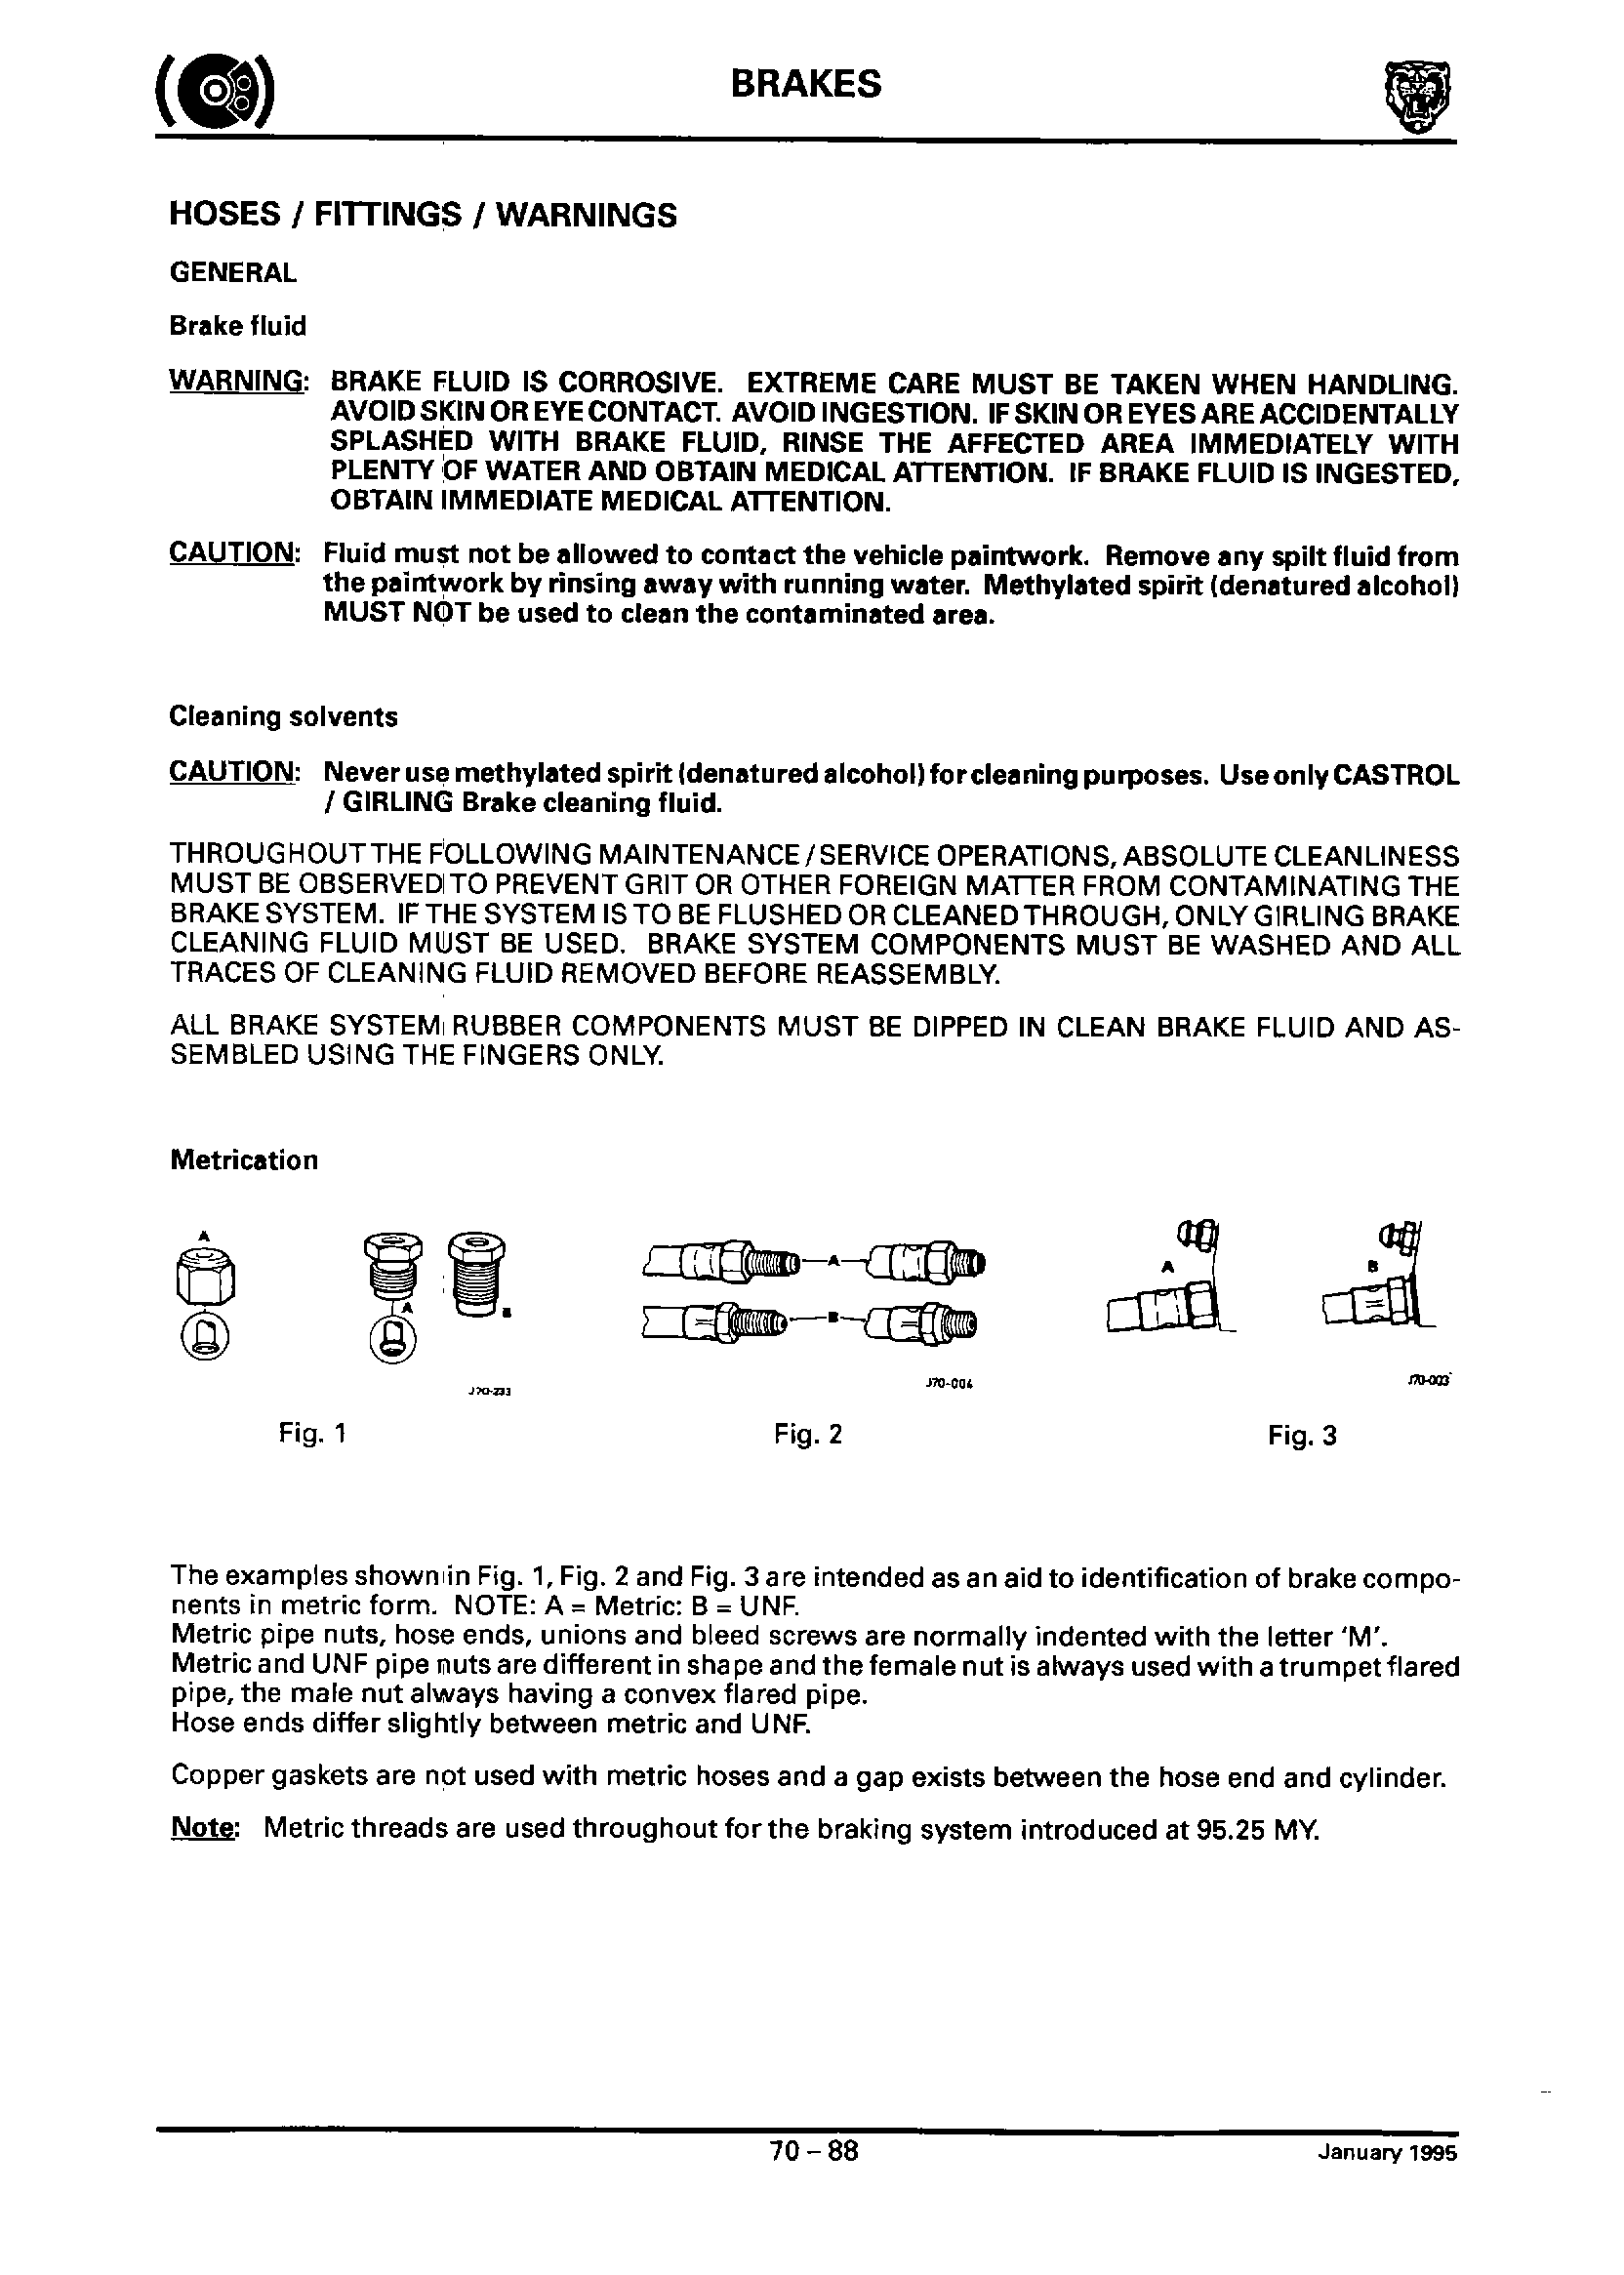 BRAKES
HOSES / FITTINGS / WARNINGS
GENERAL
Brake fluid
WARNING: BRAKE FLUID IS CORROSIVE. EXTREME CARE MUST BE TAKEN WHEN HANDLING.
AVOID SKIN OR EYE CONTACT. AVOID INGESTION. IF SKIN OR EYES ARE ACCIDENTALLY
SPLASHED WITH BRAKE FLUID, RINSE THE AFFECTED AREA IMMEDIATELY WITH
PLENTY OF WATER AND OBTAIN MEDICAL ATTENTION. IF BRAKE FLUID IS INGESTED,
OBTAIN IMMEDIATE MEDICAL ATTENTION.
CAUTION: Fluid must not be allowed to contact the vehicle paintwork. Remove any spilt fluid from
the paintwork by rinsing away with running water. Methylated spirit (denatured alcohol)
MUST NOT be used to clean the contaminated area.
Cleaning solvents
CAUTION: Never use methylated spirit (denatured alcohol) for cleaning purposes. Use only CASTROL
/ GIRLING Brake cleaning fluid.
THROUGHOUT THE FOLLOWING MAINTENANCE / SERVICE OPERATIONS, ABSOLUTE CLEANLINESS
MUST BE OBSERVED TO PREVENT GRIT OR OTHER FOREIGN MATTER FROM CONTAMINATING THE
BRAKE SYSTEM. IF THE SYSTEM IS TO BE FLUSHED OR CLEANED THROUGH, ONLY GIRLING BRAKE
CLEANING FLUID MUST BE USED. BRAKE SYSTEM COMPONENTS MUST BE WASHED AND ALL
TRACES OF CLEANING FLUID REMOVED BEFORE REASSEMBLY.
ALL BRAKE SYSTEM RUBBER COMPONENTS MUST BE DIPPED IN CLEAN BRAKE FLUID AND AS-
SEMBLED USING THE FINGERS ONLY.
Metrication
A
A
B
J70-233
Fig. 1
A
B
J70-004
Fig. 2
A
B
J70-003
Fig. 3
The examples shown in Fig. 1, Fig. 2 and Fig. 3 are intended as an aid to identification of brake compo-
nents in metric form. NOTE: A = Metric: B = UNF.
Metric pipe nuts, hose ends, unions and bleed screws are normally indented with the letter 'M'.
Metric and UNF pipe nuts are different in shape and the female nut is always used with a trumpet flared
pipe, the male nut always having a convex flared pipe.
Hose ends differ slightly between metric and UNF.
Copper gaskets are not used with metric hoses and a gap exists between the hose end and cylinder.
Note: Metric threads are used throughout for the braking system introduced at 95.25 MY.
70 – 88
January 1995